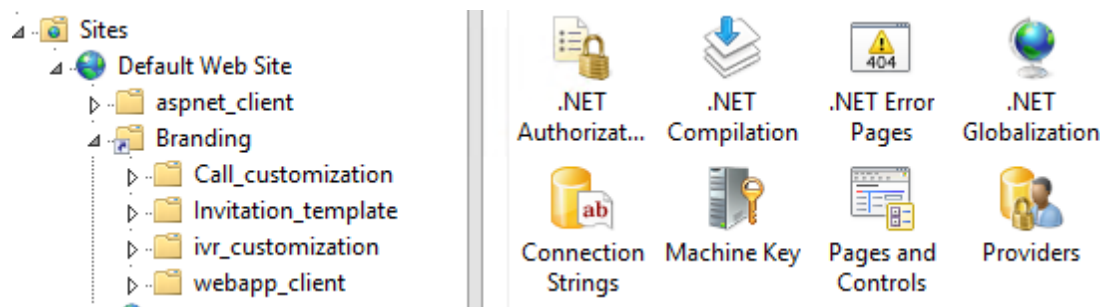 Sites
Default Web Site
aspnet_client
Branding
Call_customization
Invitation_template
ivr_customization
webapp_client
.NET
Authorizat...
.NET
Compilation
404
.NET Error
Pages
.NET
Globalization
ab
Connection
Strings
Machine Key
Pages and
Controls
Providers